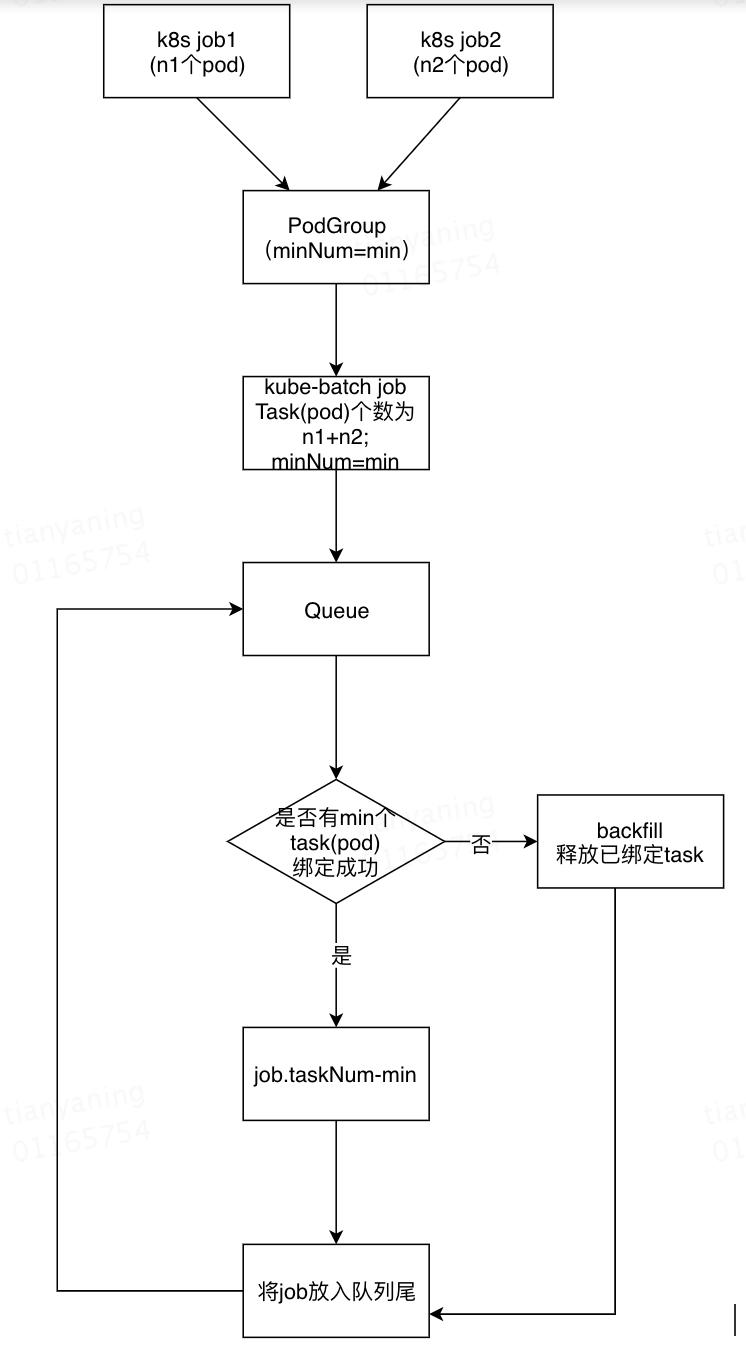 k8s job1
(n1个pod)
k8s job2
(n2个pod)
PodGroup
(minNum=min)
tianyaning
01165754
kube-batch job
Task(pod)个数为
n1+n2;
minNum=min
tianyaning
01165754
Queue
是否有min个
task(pod)
绑定成功
否
backfill
释放已绑定task
是
job.taskNum-min
tianyaning
01165754
将job放入队列尾